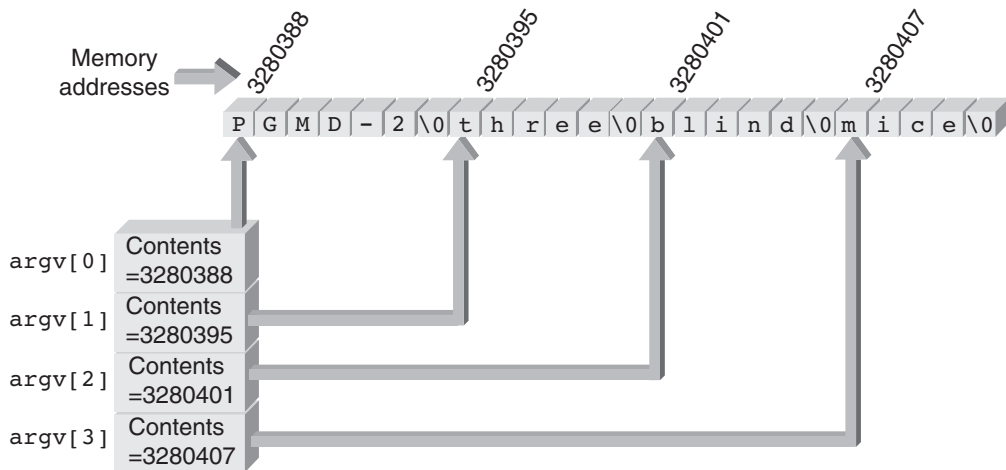 Memory
addresses
3280388
3280395
3280401
3280407
P G M D - 2 \0 t h r e e \0 b l i n d \0 m i c e \0
argv[0]
Contents
=3280388
argv[1]
Contents
=3280395
argv[2]
Contents
=3280401
argv[3]
Contents
=3280407